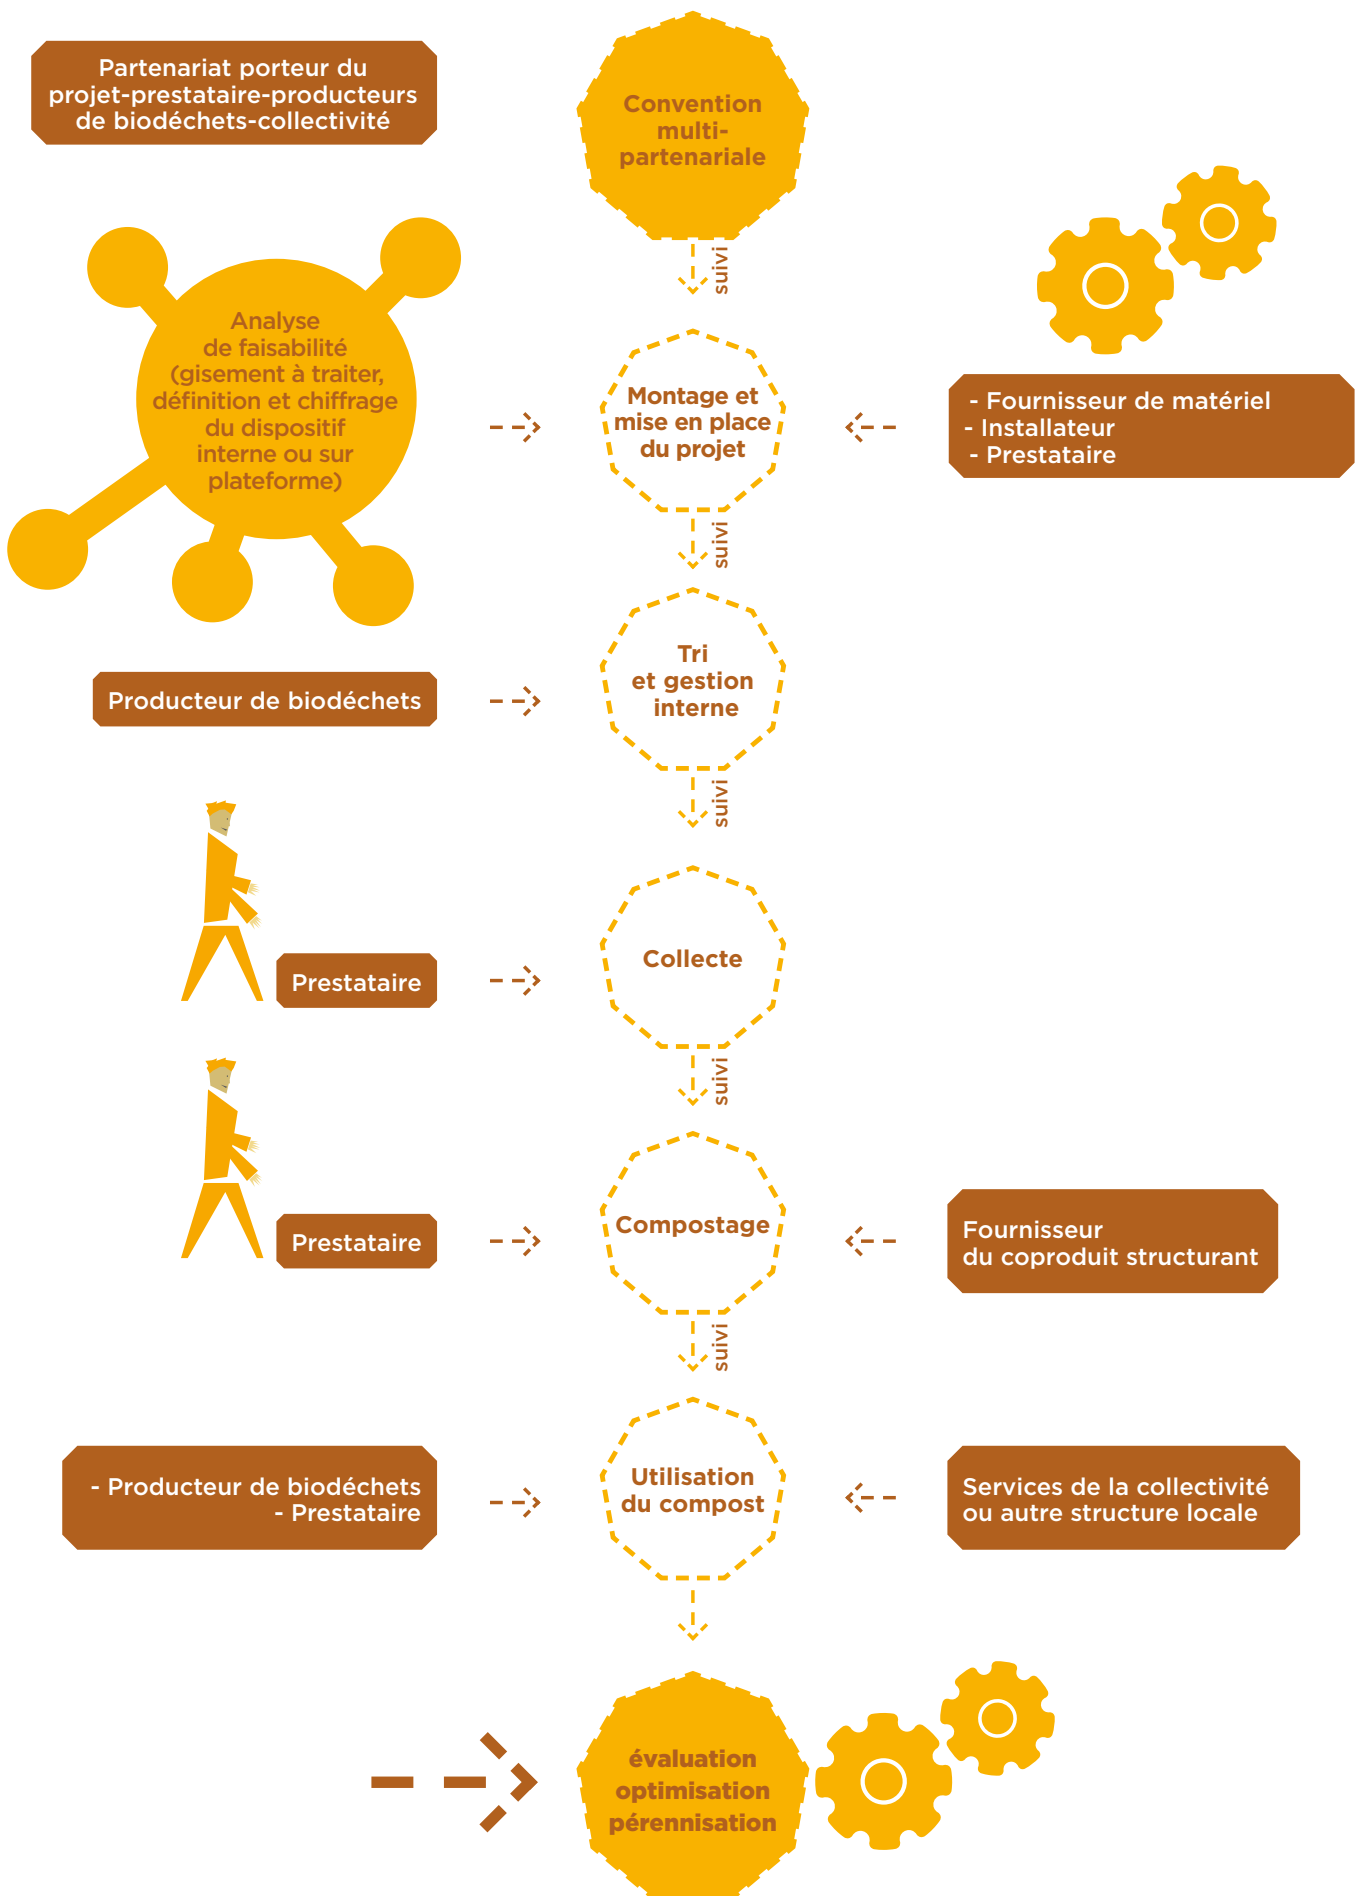 Partenariat porteur du
projet-prestataire-producteurs
de biodéchets-collectivité
Convention
multi-
partenariale
suivi
Analyse
de faisabilité
(gisement à traiter,
définition et chiffrage
du dispositif
interne ou sur
plateforme)
Montage et
mise en place
du projet
- Fournisseur de matériel
- Installateur
- Prestataire
suivi
Producteur de biodéchets
Tri
et gestion
interne
suivi
Prestataire
Collecte
suivi
Prestataire
Compostage
Fournisseur
du coproduit structurant
suivi
- Producteur de biodéchets
- Prestataire
Utilisation
du compost
Services de la collectivité
ou autre structure locale
évaluation
optimisation
pérennisation